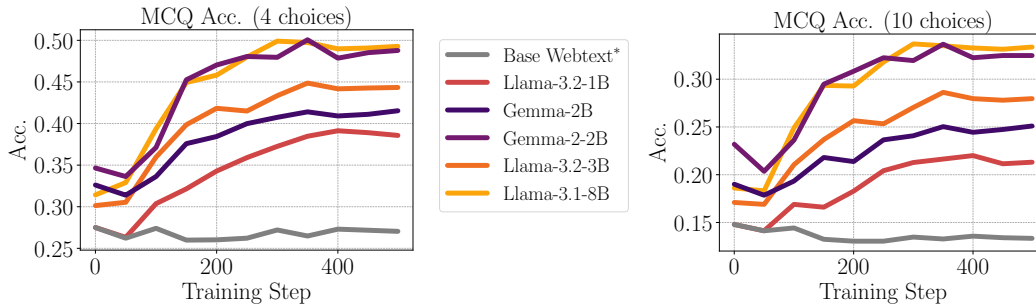 MCQ Acc. (4 choices)
0.50
0.45
0.40
0.35
0.30
0.25
Acc.
0
200
400
Training Step
Base Webtext*
Llama-3.2-1B
Gemma-2B
Gemma-2-2B
Llama-3.2-3B
Llama-3.1-8B
MCQ Acc. (10 choices)
0.30
0.25
0.20
0.15
Acc.
0
200
400
Training Step